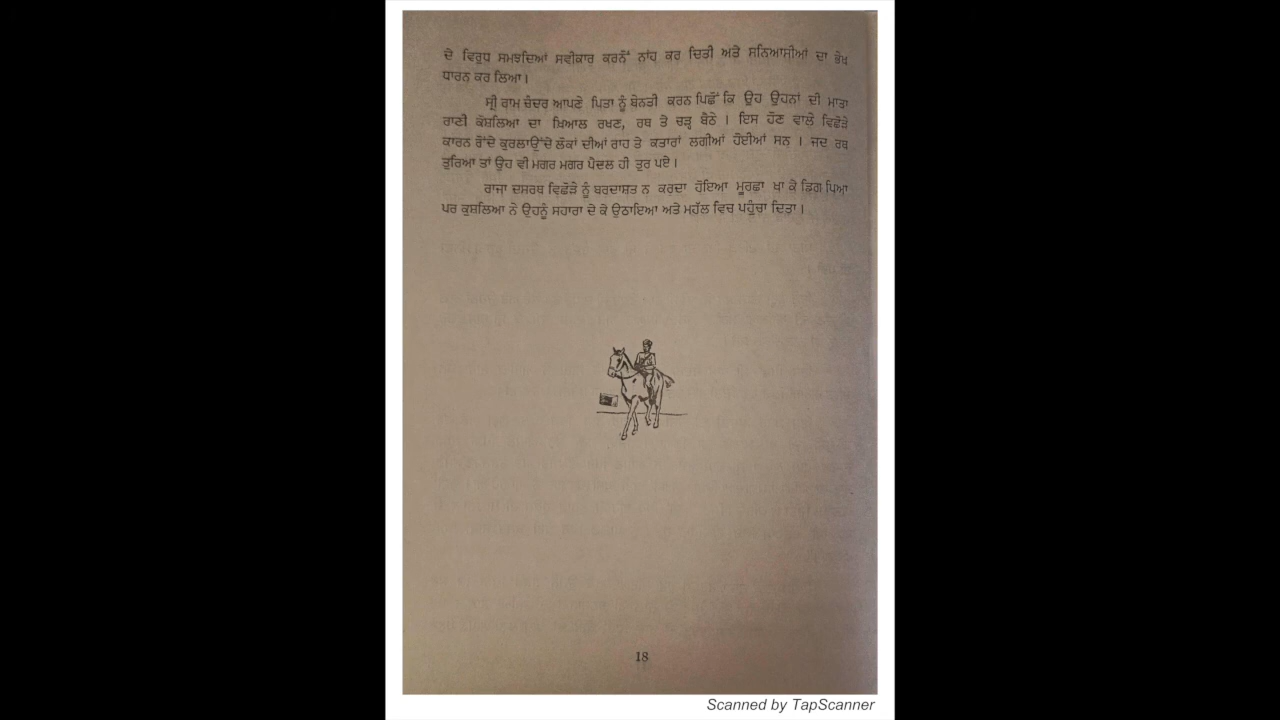 ਦੇ ਵਿਰੁਧ ਸਮਝਦਿਆਂ ਸਵੀਕਾਰ ਕਰਨੋਂ ਨਾਂਹ ਕਰ ਦਿਤੀ ਅਤੇ ਸਨਿਆਸੀਆਂ ਦਾ ਭੇਖ
ਧਾਰਨ ਕਰ ਲਿਆ।
ਸ੍ਰੀ ਰਾਮ ਚੰਦਰ ਆਪਣੇ ਪਿਤਾ ਨੂੰ ਬੇਨਤੀ ਕਰਨ ਪਿਛੋਂ ਕਿ ਉਹ ਉਹਨਾਂ ਦੀ ਮਾਤਾ
ਰਾਣੀ ਕੋਸ਼ਲਿਆ ਦਾ ਖ਼ਿਆਲ ਰਖਣ, ਰਥ ਤੇ ਚੜ੍ਹ ਬੈਠੇ। ਇਸ ਹੋਣ ਵਾਲੇ ਵਿਛੋੜੇ
ਕਾਰਨ ਰੋਂਦੇ ਕੁਰਲਾਉਂਦੇ ਲੋਕਾਂ ਦੀਆਂ ਰਾਹ ਤੇ ਕਤਾਰਾਂ ਲਗੀਆਂ ਹੋਈਆਂ ਸਨ। ਜਦ ਰਥ
ਤੁਰਿਆ ਤਾਂ ਉਹ ਵੀ ਮਗਰ ਮਗਰ ਪੈਦਲ ਹੀ ਤੁਰ ਪਏ।
ਰਾਜਾ ਦਸਰਥ ਵਿਛੋੜੇ ਨੂੰ ਬਰਦਾਸ਼ਤ ਨ ਕਰਦਾ ਹੋਇਆ ਮੂਰਛਾ ਖਾ ਕੇ ਡਿਗ ਪਿਆ
ਪਰ ਕੁਸ਼ਲਿਆ ਨੇ ਉਹਨੂੰ ਸਹਾਰਾ ਦੇ ਕੇ ਉਠਾਇਆ ਅਤੇ ਮਹੱਲ ਵਿਚ ਪਹੁੰਚਾ ਦਿਤਾ।
18
Scanned by TapScanner